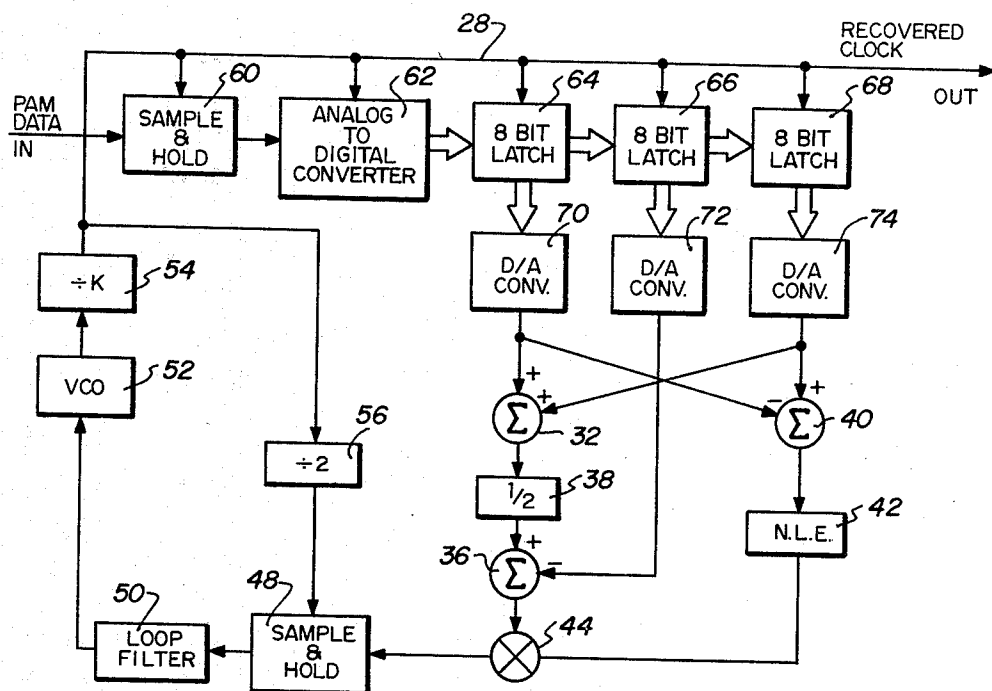 28
RECOVERED
CLOCK
OUT
PAM
DATA
IN
60
SAMPLE
&
HOLD
62
ANALOG
TO
DIGITAL
CONVERTER
64
8 BIT
LATCH
66
8 BIT
LATCH
68
8 BIT
LATCH
70
D/A
CONV.
72
D/A
CONV.
74
D/A
CONV.
÷K
54
VCO
52
56
÷2
+
+
Σ
32
−
+
Σ
40
1/2
38
N.L.E.
42
+
−
36
Σ
44
48
SAMPLE
&
HOLD
50
LOOP
FILTER